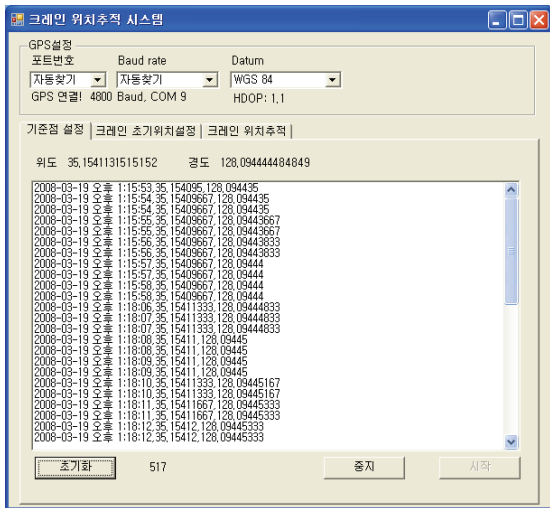 크레인 위치추적 시스템
GPS설정
포트번호 Baud rate Datum
자동찾기 자동찾기 WGS 84
GPS 연결! 4800 Baud, COM 9 HDOP: 1,1
기준점 설정 크레인 초기위치설정 크레인 위치추적
위도 35,1541131515152 경도 128,094444484849
2008-03-19 오후 1:15:53,35,154095,128,094435
2008-03-19 오후 1:15:54,35,15409667,128,094435
2008-03-19 오후 1:15:54,35,15409667,128,094435
2008-03-19 오후 1:15:55,35,15409667,128,09443667
2008-03-19 오후 1:15:55,35,15409667,128,09443667
2008-03-19 오후 1:15:56,35,15409667,128,09443833
2008-03-19 오후 1:15:56,35,15409667,128,09443833
2008-03-19 오후 1:15:57,35,15409667,128,09444
2008-03-19 오후 1:15:57,35,15409667,128,09444
2008-03-19 오후 1:15:58,35,15409667,128,09444
2008-03-19 오후 1:15:58,35,15409667,128,09444
2008-03-19 오후 1:18:06,35,15411333,128,09444833
2008-03-19 오후 1:18:07,35,15411333,128,09444833
2008-03-19 오후 1:18:07,35,15411333,128,09444833
2008-03-19 오후 1:18:08,35,15411,128,09445
2008-03-19 오후 1:18:08,35,15411,128,09445
2008-03-19 오후 1:18:09,35,15411,128,09445
2008-03-19 오후 1:18:09,35,15411,128,09445
2008-03-19 오후 1:18:10,35,15411333,128,09445167
2008-03-19 오후 1:18:10,35,15411333,128,09445167
2008-03-19 오후 1:18:11,35,15411667,128,09445333
2008-03-19 오후 1:18:11,35,15411667,128,09445333
2008-03-19 오후 1:18:12,35,15412,128,09445333
2008-03-19 오후 1:18:12,35,15412,128,09445333
초기화 517 중지 시작